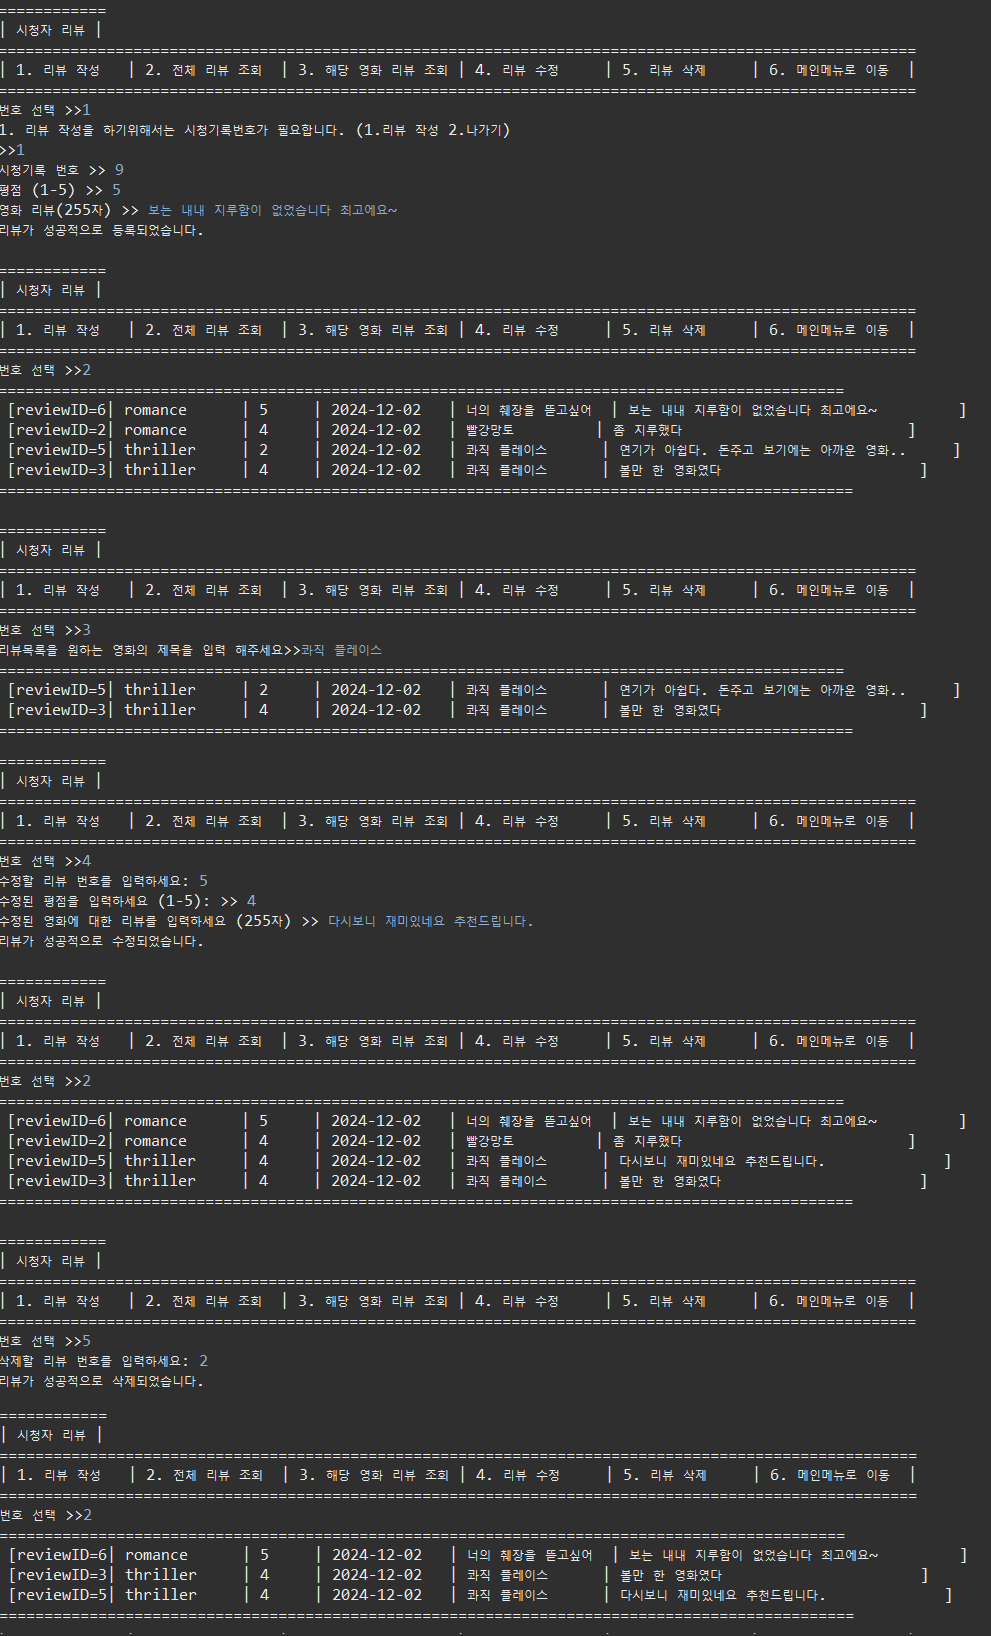 ============
| 시청자 리뷰 |
======================================================================================================
| 1. 리뷰 작성   | 2. 전체 리뷰 조회  | 3. 해당 영화 리뷰 조회 | 4. 리뷰 수정     | 5. 리뷰 삭제     | 6. 메인메뉴로 이동  |
======================================================================================================
번호 선택 >>1
1. 리뷰 작성을 하기위해서는 시청기록번호가 필요합니다. (1.리뷰 작성 2.나가기)
>>1
시청기록 번호 >> 9
평점 (1-5) >> 5
영화 리뷰(255자) >> 보는 내내 지루함이 없었습니다 최고에요~
리뷰가 성공적으로 등록되었습니다.
============
| 시청자 리뷰 |
======================================================================================================
| 1. 리뷰 작성   | 2. 전체 리뷰 조회  | 3. 해당 영화 리뷰 조회 | 4. 리뷰 수정     | 5. 리뷰 삭제     | 6. 메인메뉴로 이동  |
======================================================================================================
번호 선택 >>2
==============================================================================================
[reviewID=6| romance      | 5     | 2024-12-02   | 너의 췌장을 뜯고싶어  | 보는 내내 지루함이 없었습니다 최고에요~         ]
[reviewID=2| romance      | 4     | 2024-12-02   | 빨강망토         | 좀 지루했다                         ]
[reviewID=5| thriller     | 2     | 2024-12-02   | 콰직 플레이스      | 연기가 아쉽다. 돈주고 보기에는 아까운 영화..     ]
[reviewID=3| thriller     | 4     | 2024-12-02   | 콰직 플레이스      | 볼만 한 영화였다                      ]
===============================================================================================
============
| 시청자 리뷰 |
======================================================================================================
| 1. 리뷰 작성   | 2. 전체 리뷰 조회  | 3. 해당 영화 리뷰 조회 | 4. 리뷰 수정     | 5. 리뷰 삭제     | 6. 메인메뉴로 이동  |
======================================================================================================
번호 선택 >>3
리뷰목록을 원하는 영화의 제목을 입력 해주세요>>콰직 플레이스
==============================================================================================
[reviewID=5| thriller     | 2     | 2024-12-02   | 콰직 플레이스      | 연기가 아쉽다. 돈주고 보기에는 아까운 영화..     ]
[reviewID=3| thriller     | 4     | 2024-12-02   | 콰직 플레이스      | 볼만 한 영화였다                      ]
===============================================================================================
============
| 시청자 리뷰 |
======================================================================================================
| 1. 리뷰 작성   | 2. 전체 리뷰 조회  | 3. 해당 영화 리뷰 조회 | 4. 리뷰 수정     | 5. 리뷰 삭제     | 6. 메인메뉴로 이동  |
======================================================================================================
번호 선택 >>4
수정할 리뷰 번호를 입력하세요: 5
수정된 평점을 입력하세요 (1-5): >> 4
수정된 영화에 대한 리뷰를 입력하세요 (255자) >> 다시보니 재미있네요 추천드립니다.
리뷰가 성공적으로 수정되었습니다.
============
| 시청자 리뷰 |
======================================================================================================
| 1. 리뷰 작성   | 2. 전체 리뷰 조회  | 3. 해당 영화 리뷰 조회 | 4. 리뷰 수정     | 5. 리뷰 삭제     | 6. 메인메뉴로 이동  |
======================================================================================================
번호 선택 >>2
==============================================================================================
[reviewID=6| romance      | 5     | 2024-12-02   | 너의 췌장을 뜯고싶어  | 보는 내내 지루함이 없었습니다 최고에요~         ]
[reviewID=2| romance      | 4     | 2024-12-02   | 빨강망토         | 좀 지루했다                         ]
[reviewID=5| thriller     | 4     | 2024-12-02   | 콰직 플레이스      | 다시보니 재미있네요 추천드립니다.             ]
[reviewID=3| thriller     | 4     | 2024-12-02   | 콰직 플레이스      | 볼만 한 영화였다                      ]
===============================================================================================
============
| 시청자 리뷰 |
======================================================================================================
| 1. 리뷰 작성   | 2. 전체 리뷰 조회  | 3. 해당 영화 리뷰 조회 | 4. 리뷰 수정     | 5. 리뷰 삭제     | 6. 메인메뉴로 이동  |
======================================================================================================
번호 선택 >>5
삭제할 리뷰 번호를 입력하세요: 2
리뷰가 성공적으로 삭제되었습니다.
============
| 시청자 리뷰 |
======================================================================================================
| 1. 리뷰 작성   | 2. 전체 리뷰 조회  | 3. 해당 영화 리뷰 조회 | 4. 리뷰 수정     | 5. 리뷰 삭제     | 6. 메인메뉴로 이동  |
======================================================================================================
번호 선택 >>2
==============================================================================================
[reviewID=6| romance      | 5     | 2024-12-02   | 너의 췌장을 뜯고싶어  | 보는 내내 지루함이 없었습니다 최고에요~         ]
[reviewID=3| thriller     | 4     | 2024-12-02   | 콰직 플레이스      | 볼만 한 영화였다                      ]
[reviewID=5| thriller     | 4     | 2024-12-02   | 콰직 플레이스      | 다시보니 재미있네요 추천드립니다.             ]
===============================================================================================